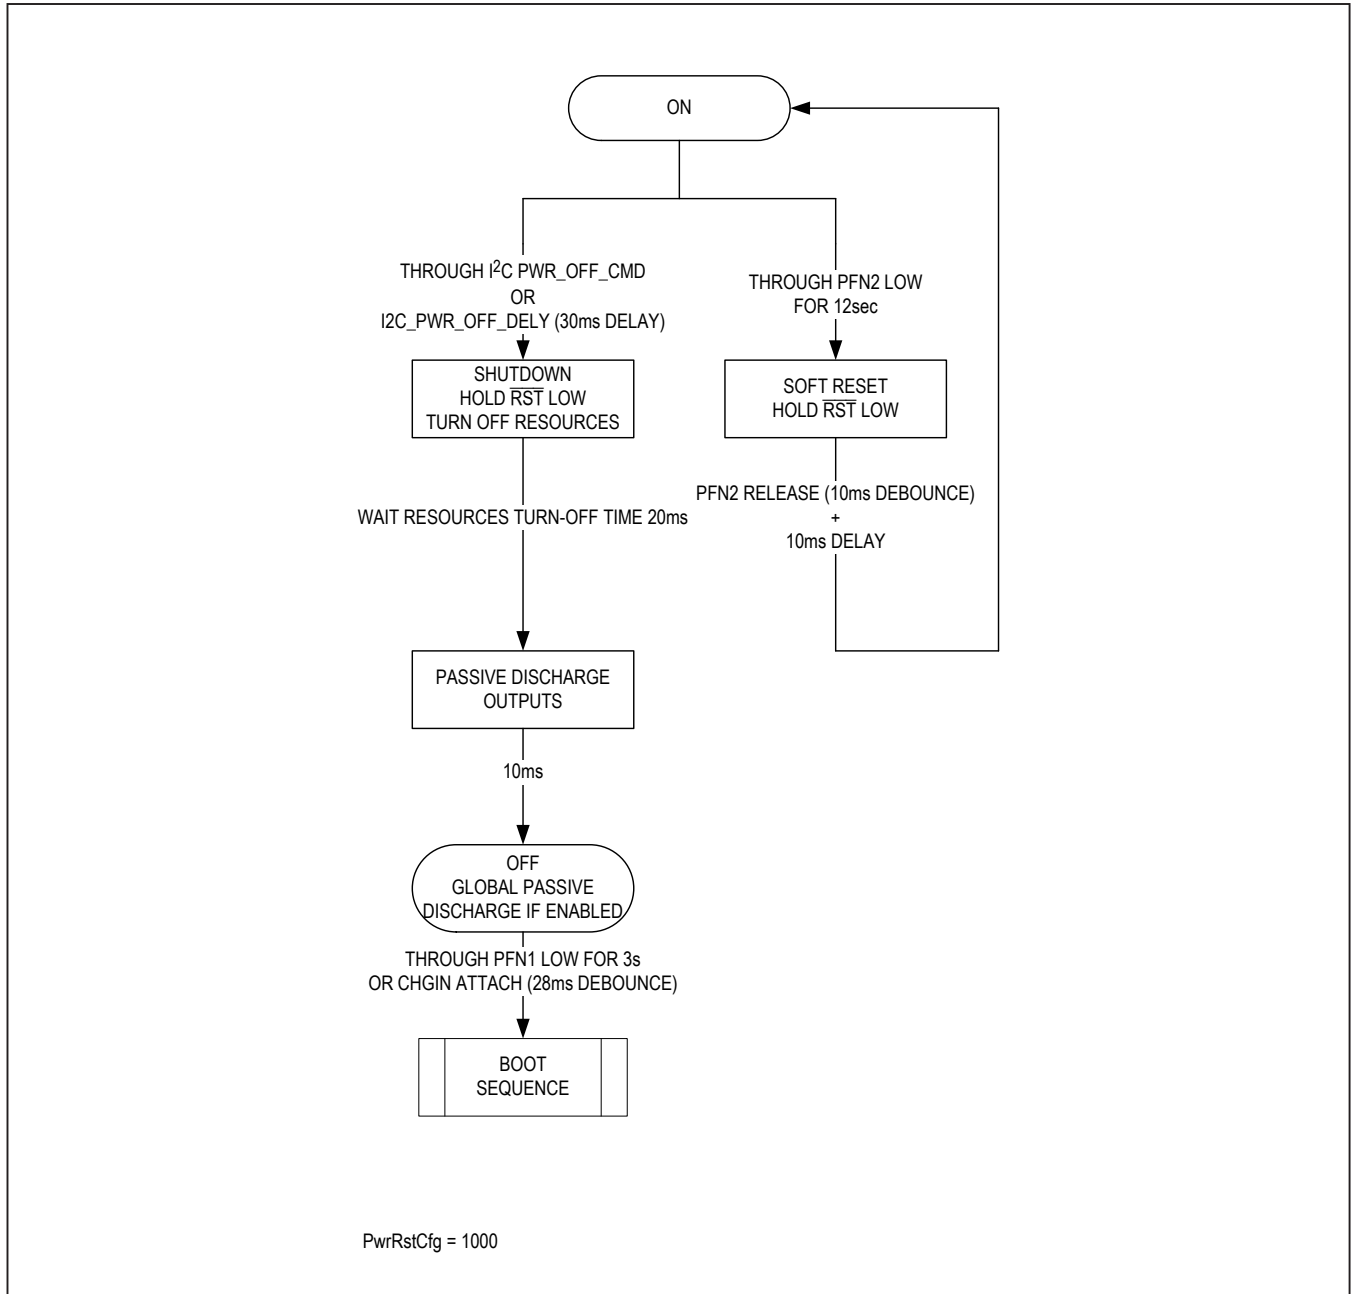 ON
THROUGH I²C PWR_OFF_CMD
OR
I2C_PWR_OFF_DELY (30ms DELAY)
THROUGH PFN2 LOW
FOR 12sec
SHUTDOWN
HOLD R̅S̅T̅ LOW
TURN OFF RESOURCES
SOFT RESET
HOLD R̅S̅T̅ LOW
WAIT RESOURCES TURN-OFF TIME 20ms
PFN2 RELEASE (10ms DEBOUNCE)
+
10ms DELAY
PASSIVE DISCHARGE
OUTPUTS
10ms
OFF
GLOBAL PASSIVE
DISCHARGE IF ENABLED
THROUGH PFN1 LOW FOR 3s
OR CHGIN ATTACH (28ms DEBOUNCE)
BOOT
SEQUENCE
PwrRstCfg = 1000